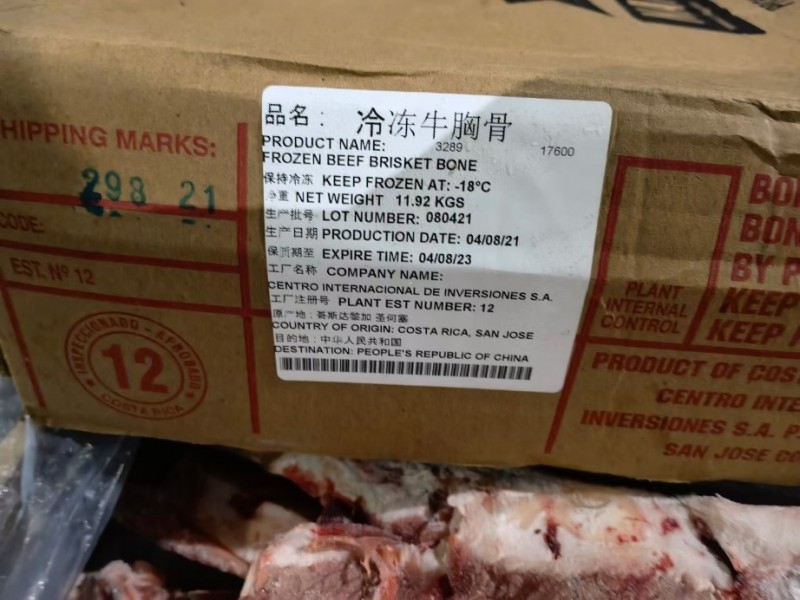 品名： 冷冻牛胸骨
PRODUCT NAME: 3289 17600
FROZEN BEEF BRISKET BONE
保持冷冻 KEEP FROZEN AT: -18°C
净重 NET WEIGHT 11.92 KGS
生产批号 LOT NUMBER: 080421
生产日期 PRODUCTION DATE: 04/08/21
保质期至 EXPIRE TIME: 04/08/23
工厂名称 COMPANY NAME:
CENTRO INTERNACIONAL DE INVERSIONES S.A.
工厂注册号 PLANT EST NUMBER: 12
原产地：哥斯达黎加 圣何塞
COUNTRY OF ORIGIN: COSTA RICA, SAN JOSE
目的地：中华人民共和国
DESTINATION: PEOPLE'S REPUBLIC OF CHINA
HIPPING MARKS:
298 21
CODE:
EST. Nº 12
INSPECCIONADO - APROBADO
12
COSTA RICA
PLANT
INTERNAL
CONTROL
BON
BY P
KEEP
KEEP
PRODUCT OF COS
CENTRO INTE
INVERSIONES S.A.
SAN JOSE CO